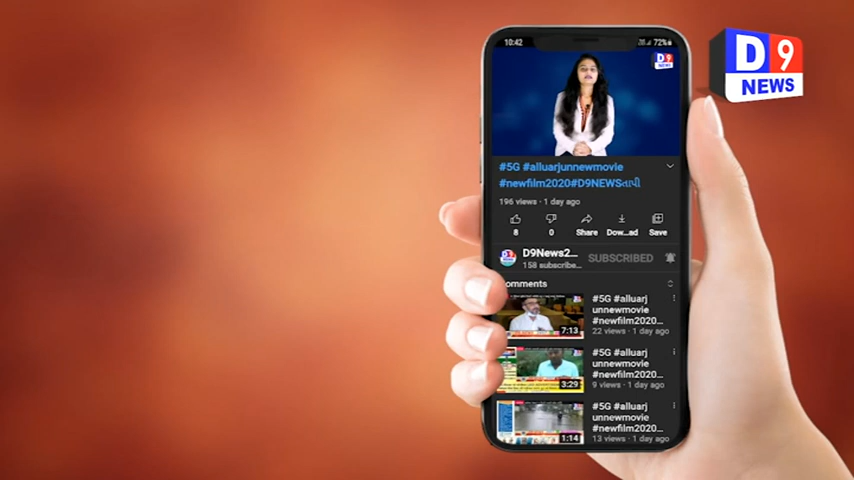 D9
NEWS
10:42
72%
D9
NEWS
#5G #alluarjunnewmovie
#newfilm2020#D9NEWSતાપી
196 views · 1 day ago
8
0
Share
Dow...ad
Save
D9News2...
158 subscribe...
SUBSCRIBED
omments
#5G #alluarj
unnewmovie
#newfilm2020...
22 views · 1 day ago
7:13
#5G #alluarj
unnewmovie
#newfilm2020...
9 views · 1 day ago
3:29
#5G #alluarj
unnewmovie
#newfilm2020...
13 views · 1 day ago
1:14